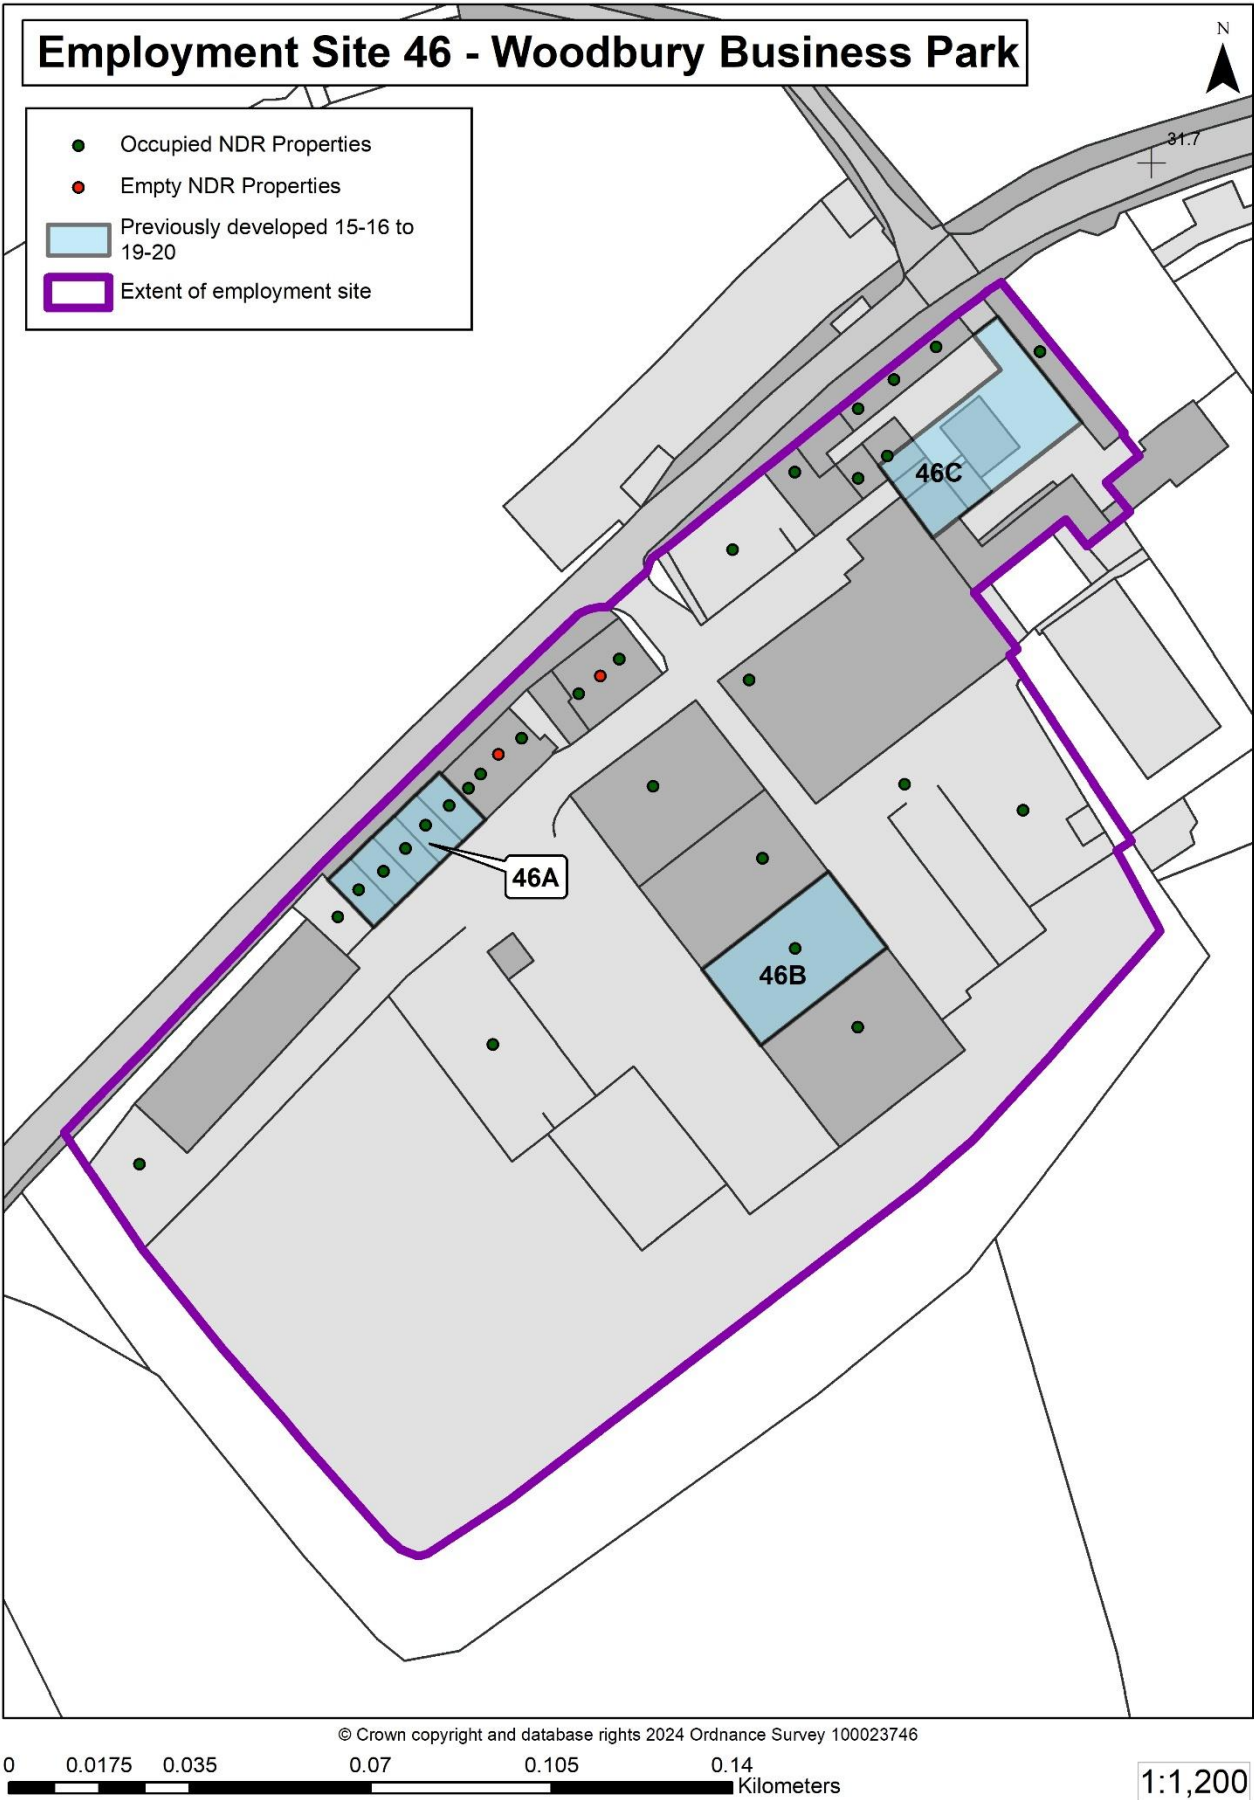 Employment Site 46 - Woodbury Business Park
N
Occupied NDR Properties
Empty NDR Properties
Previously developed 15-16 to
19-20
Extent of employment site
31.7
46C
46A
46B
© Crown copyright and database rights 2024 Ordnance Survey 100023746
0 0.0175 0.035 0.07 0.105 0.14
Kilometers
1:1,200